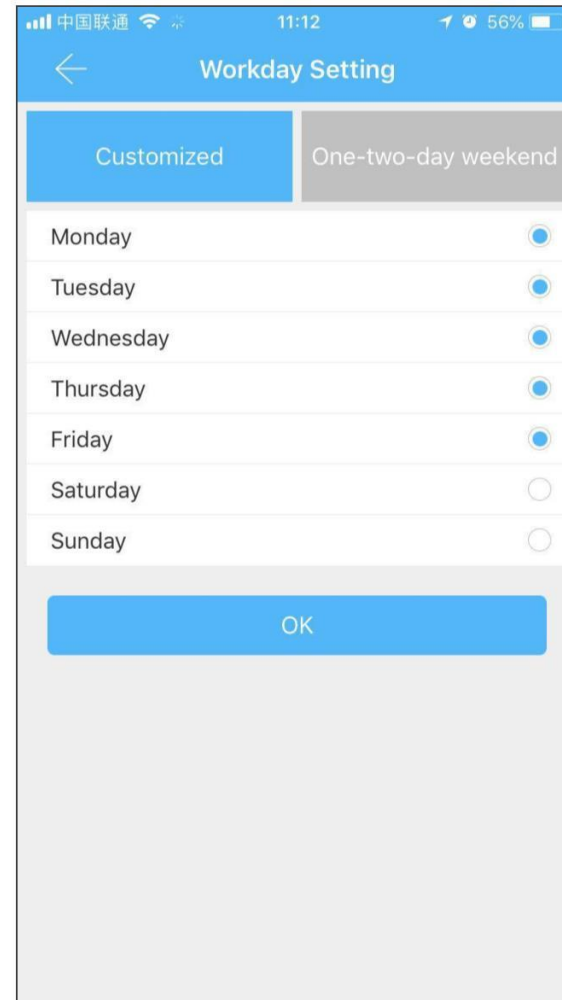 中国联通 11:12 56%
Workday Setting
Customized One-two-day weekend
Monday
Tuesday
Wednesday
Thursday
Friday
Saturday
Sunday
OK